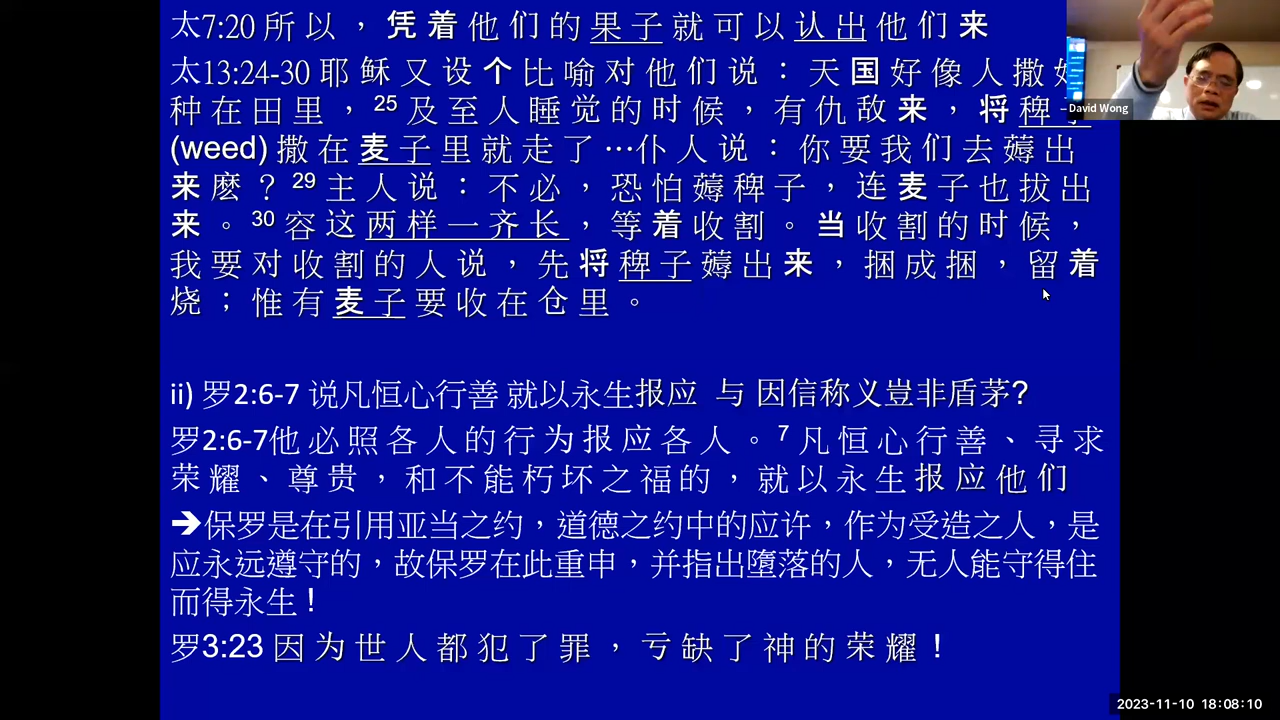 太7:20 所以，凭着他们的果子就可以认出他们来
太13:24-30 耶稣又设个比喻对他们说：天国好像人撒好
种在田里，25 及至人睡觉的时候，有仇敌来，将稗子
(weed) 撒在麦子里就走了…仆人说：你要我们去薅出
来麽？29 主人说：不必，恐怕薅稗子，连麦子也拔出
来。30 容这两样一齐长，等着收割。当收割的时候，
我要对收割的人说，先将稗子薅出来，捆成捆，留着
烧；惟有麦子要收在仓里。
ii) 罗2:6-7 说凡恒心行善 就以永生报应 与 因信称义豈非盾茅?
罗2:6-7他必照各人的行为报应各人。7 凡恒心行善、寻求
荣耀、尊贵，和不能朽坏之福的，就以永生报应他们
➔保罗是在引用亚当之约，道德之约中的应许，作为受造之人，是
应永远遵守的，故保罗在此重申，并指出墮落的人，无人能守得住
而得永生！
罗3:23 因为世人都犯了罪，亏缺了神的荣耀！
David Wong
2023-11-10 18:08:10